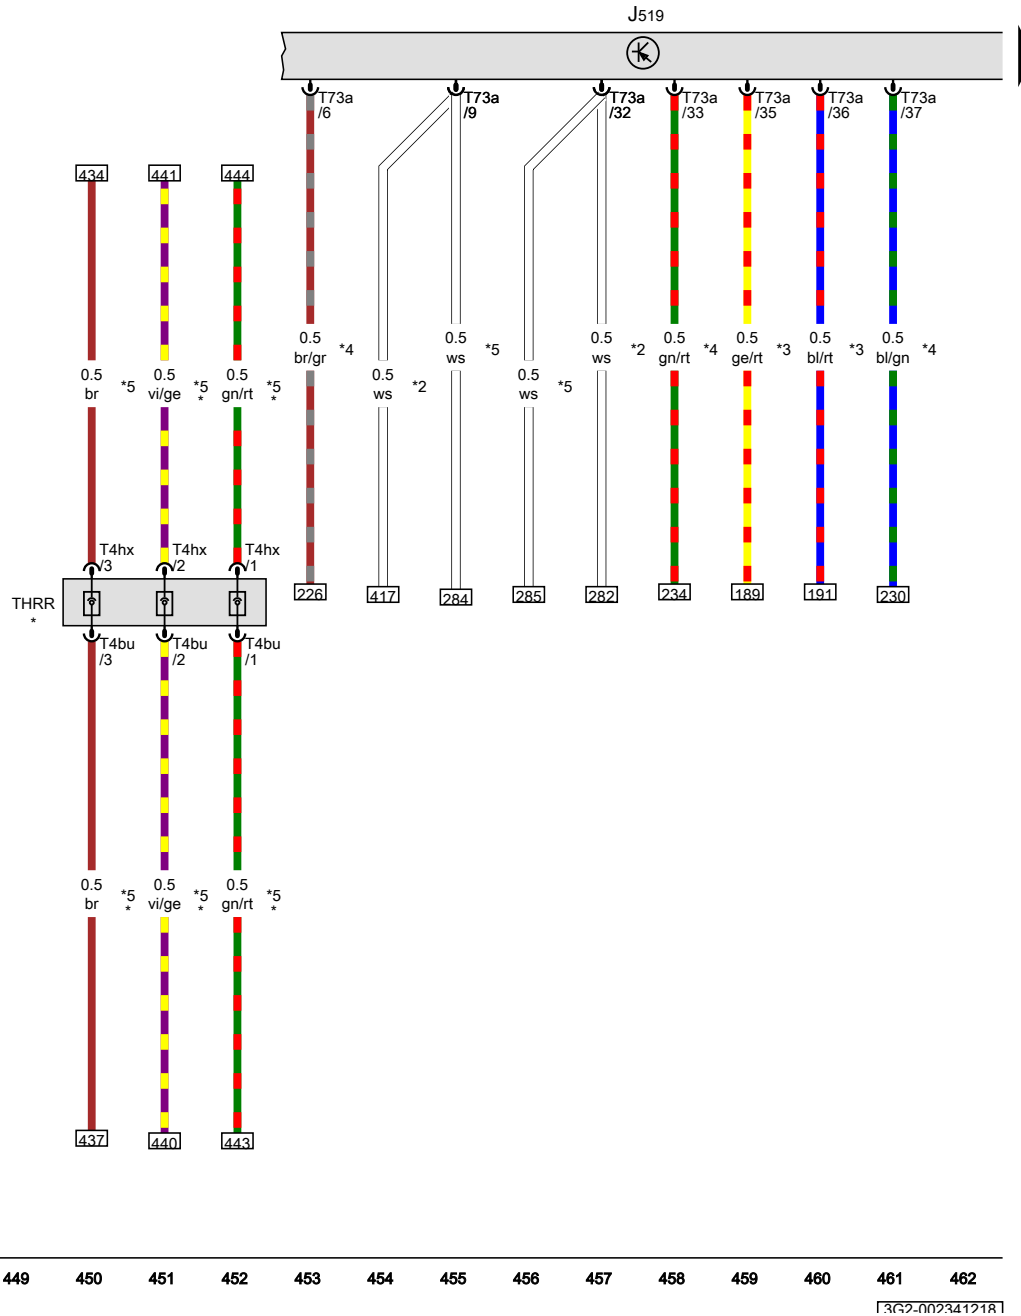 J519
T73a
/6
T73a
/9
T73a
/32
T73a
/33
T73a
/35
T73a
/36
T73a
/37
434
441
444
0.5
br/gr
*4
0.5
ws
*5
0.5
ws
*2
0.5
gn/rt
*4
0.5
ge/rt
*3
0.5
bl/rt
*3
0.5
bl/gn
*4
0.5
br
*5
0.5
vi/ge
*5
*
0.5
gn/rt
*5
*
0.5
ws
*2
0.5
ws
*5
T4hx
/3
T4hx
/2
T4hx
/1
226
417
284
285
282
234
189
191
230
THRR
*
T4bu
/3
T4bu
/2
T4bu
/1
0.5
br
*5
*
0.5
vi/ge
*5
*
0.5
gn/rt
*5
*
437
440
443
449 450 451 452 453 454 455 456 457 458 459 460 461 462
3G2-002341218